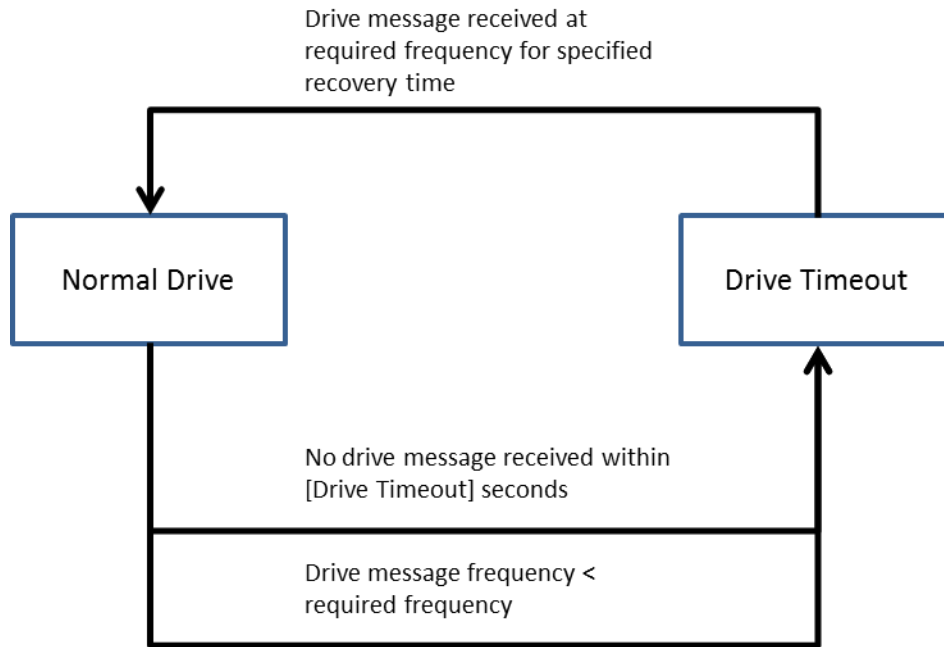 Drive message received at
required frequency for specified
recovery time
Normal Drive
Drive Timeout
No drive message received within
[Drive Timeout] seconds
Drive message frequency <
required frequency